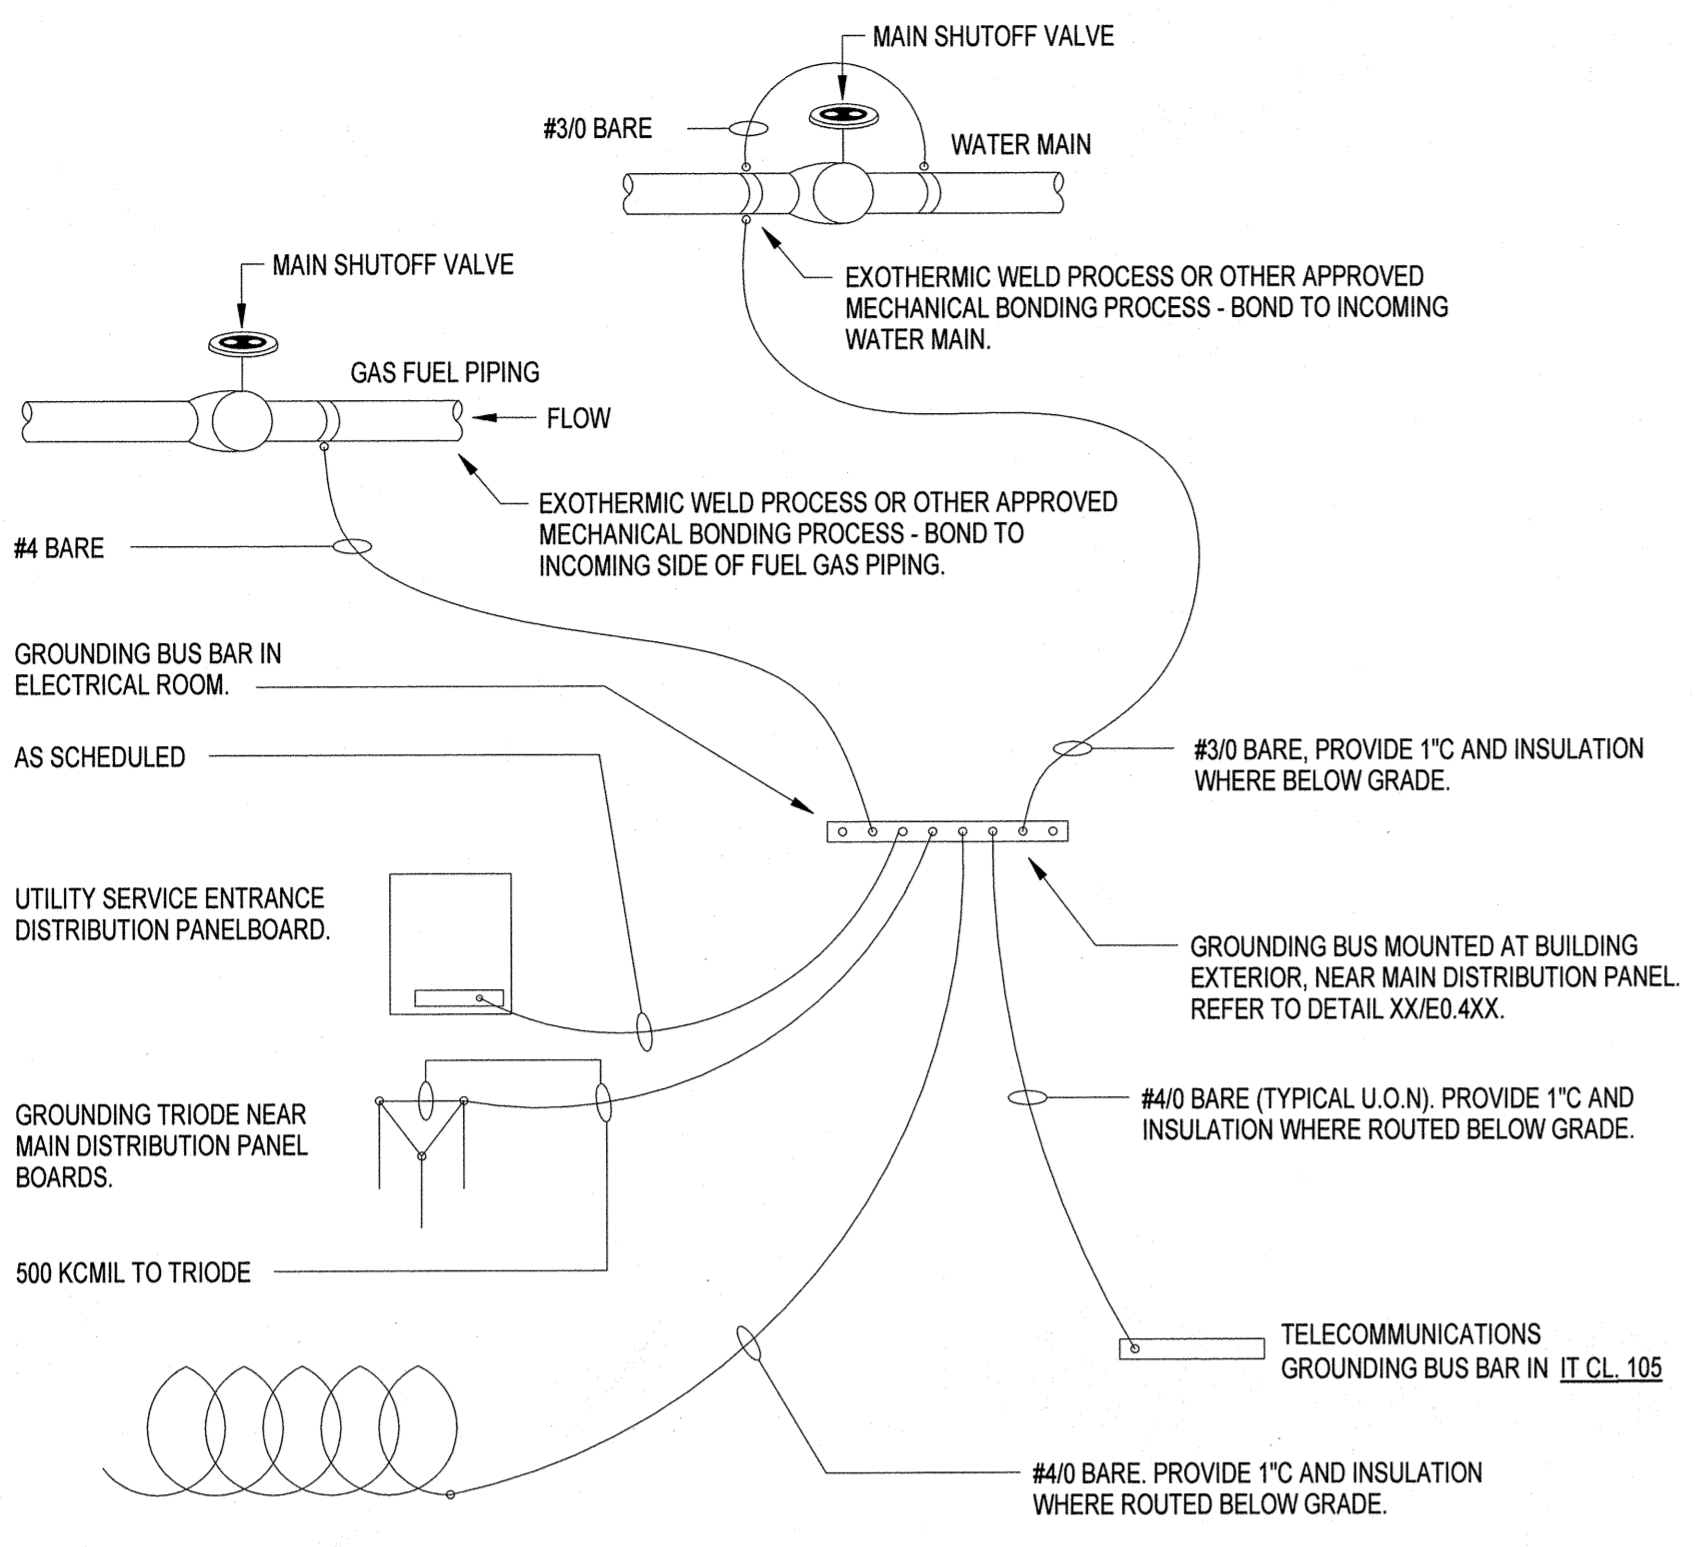 MAIN SHUTOFF VALVE
#3/0 BARE
WATER MAIN
EXOTHERMIC WELD PROCESS OR OTHER APPROVED
MECHANICAL BONDING PROCESS - BOND TO INCOMING
WATER MAIN.
MAIN SHUTOFF VALVE
GAS FUEL PIPING
FLOW
EXOTHERMIC WELD PROCESS OR OTHER APPROVED
MECHANICAL BONDING PROCESS - BOND TO
INCOMING SIDE OF FUEL GAS PIPING.
#4 BARE
GROUNDING BUS BAR IN
ELECTRICAL ROOM.
AS SCHEDULED
#3/0 BARE, PROVIDE 1"C AND INSULATION
WHERE BELOW GRADE.
UTILITY SERVICE ENTRANCE
DISTRIBUTION PANELBOARD.
GROUNDING BUS MOUNTED AT BUILDING
EXTERIOR, NEAR MAIN DISTRIBUTION PANEL.
REFER TO DETAIL XX/E0.4XX.
GROUNDING TRIODE NEAR
MAIN DISTRIBUTION PANEL
BOARDS.
#4/0 BARE (TYPICAL U.O.N). PROVIDE 1"C AND
INSULATION WHERE ROUTED BELOW GRADE.
500 KCMIL TO TRIODE
TELECOMMUNICATIONS
GROUNDING BUS BAR IN IT CL. 105
#4/0 BARE. PROVIDE 1"C AND INSULATION
WHERE ROUTED BELOW GRADE.